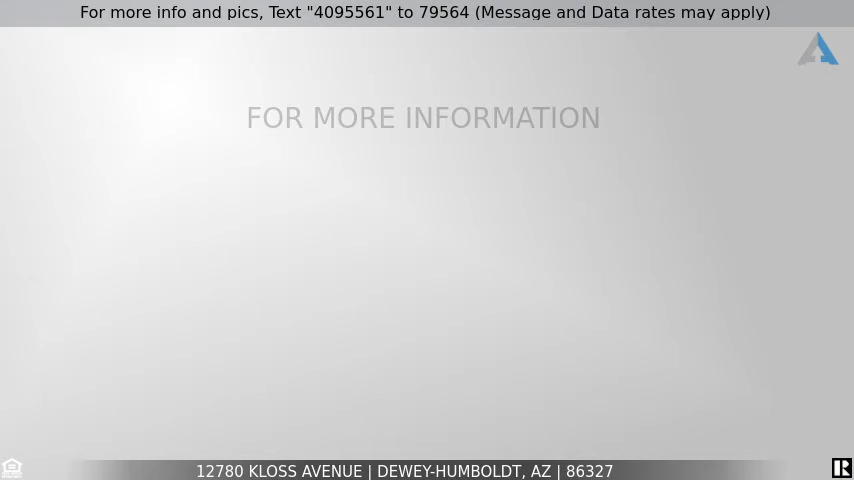 For more info and pics, Text "4095561" to 79564 (Message and Data rates may apply)
FOR MORE INFORMATION
12780 KLOSS AVENUE | DEWEY-HUMBOLDT, AZ | 86327